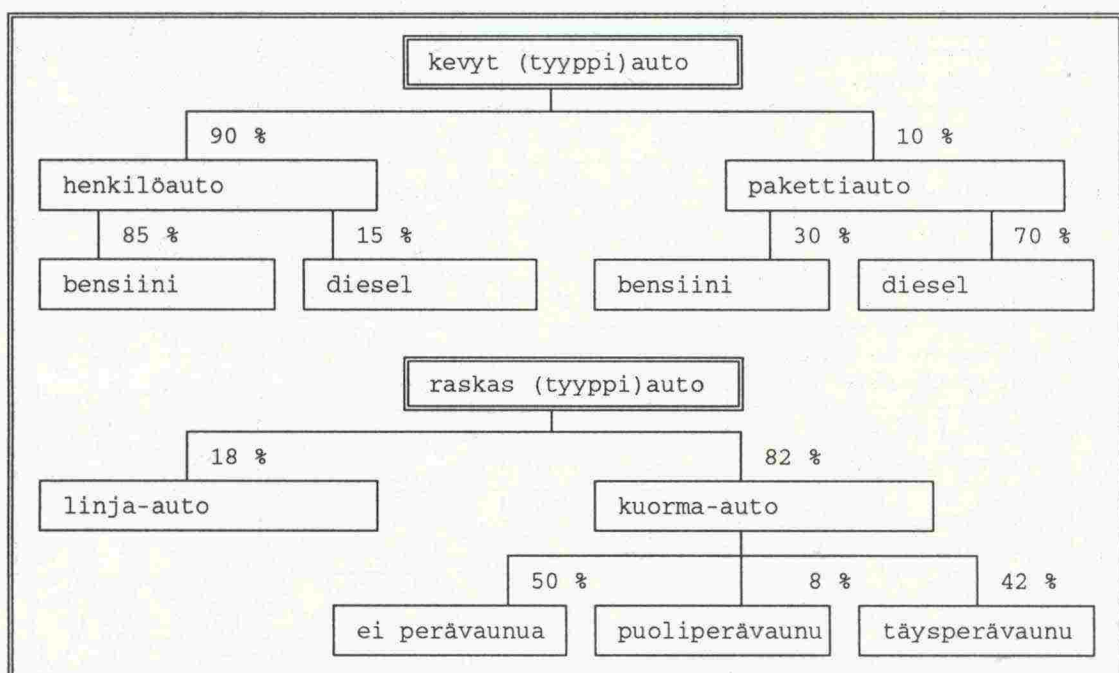 kevyt (tyyppi)auto
90 % 10 %
henkilöauto pakettiauto
85 % 15 % 30 % 70 %
bensiini diesel bensiini diesel
raskas (tyyppi)auto
18 % 82 %
linja-auto kuorma-auto
50 % 8 % 42 %
ei perävaunua puoliperävaunu täysperävaunu